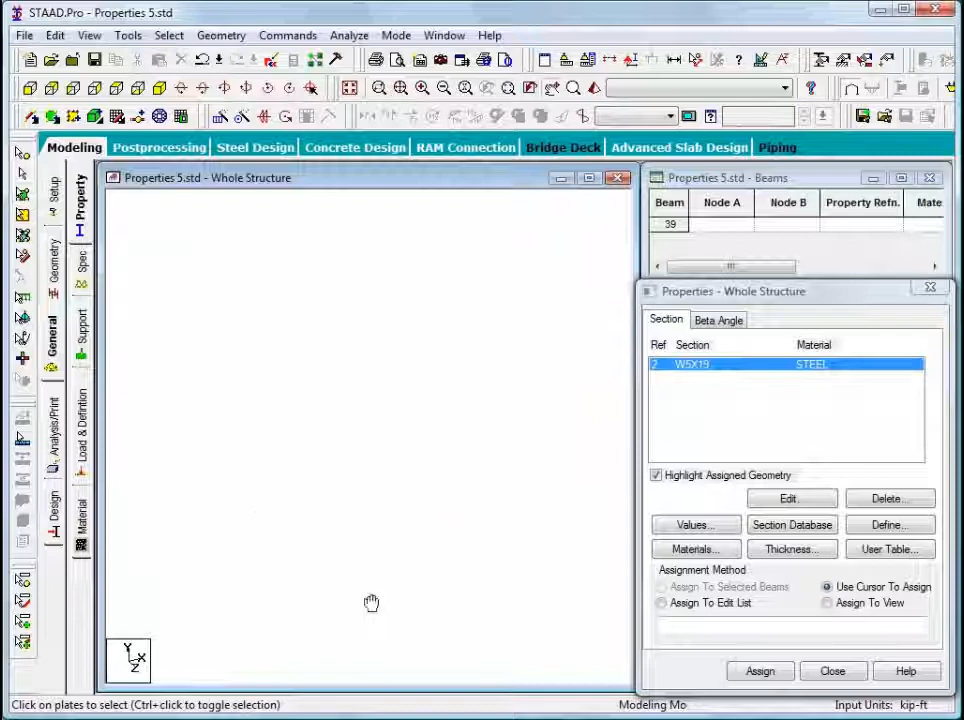 STAAD.Pro - Properties 5.std
File Edit View Tools Select Geometry Commands Analyze Mode Window Help
Modeling Postprocessing Steel Design Concrete Design RAM Connection Bridge Deck Advanced Slab Design Piping
Setup
Geometry
General
Analysis/Print
Design
Property
Spec
Support
Load & Definition
Material
Properties 5.std - Whole Structure
Y
X
Z
Properties 5.std - Beams
Beam Node A Node B Property Refn. Mate
39
Properties - Whole Structure
Section Beta Angle
Ref Section Material
2 W5X19 STEEL
Highlight Assigned Geometry
Edit. Delete...
Values... Section Database Define...
Materials... Thickness... User Table...
Assignment Method
Assign To Selected Beams Use Cursor To Assign
Assign To Edit List Assign To View
Assign Close Help
Click on plates to select (Ctrl+click to toggle selection) Modeling Mo Input Units: kip-ft